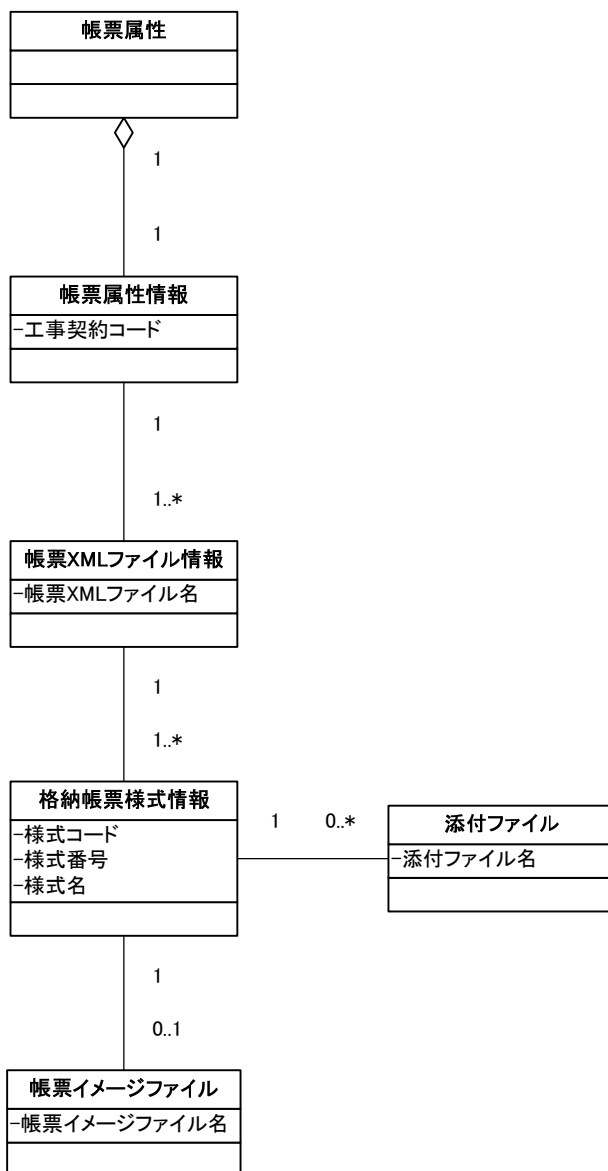 帳票属性
1
1
帳票属性情報
-工事契約コード
1
1..*
帳票XMLファイル情報
-帳票XMLファイル名
1
1..*
格納帳票様式情報
-様式コード
-様式番号
-様式名
1 0..*
添付ファイル
-添付ファイル名
1
0..1
帳票イメージファイル
-帳票イメージファイル名